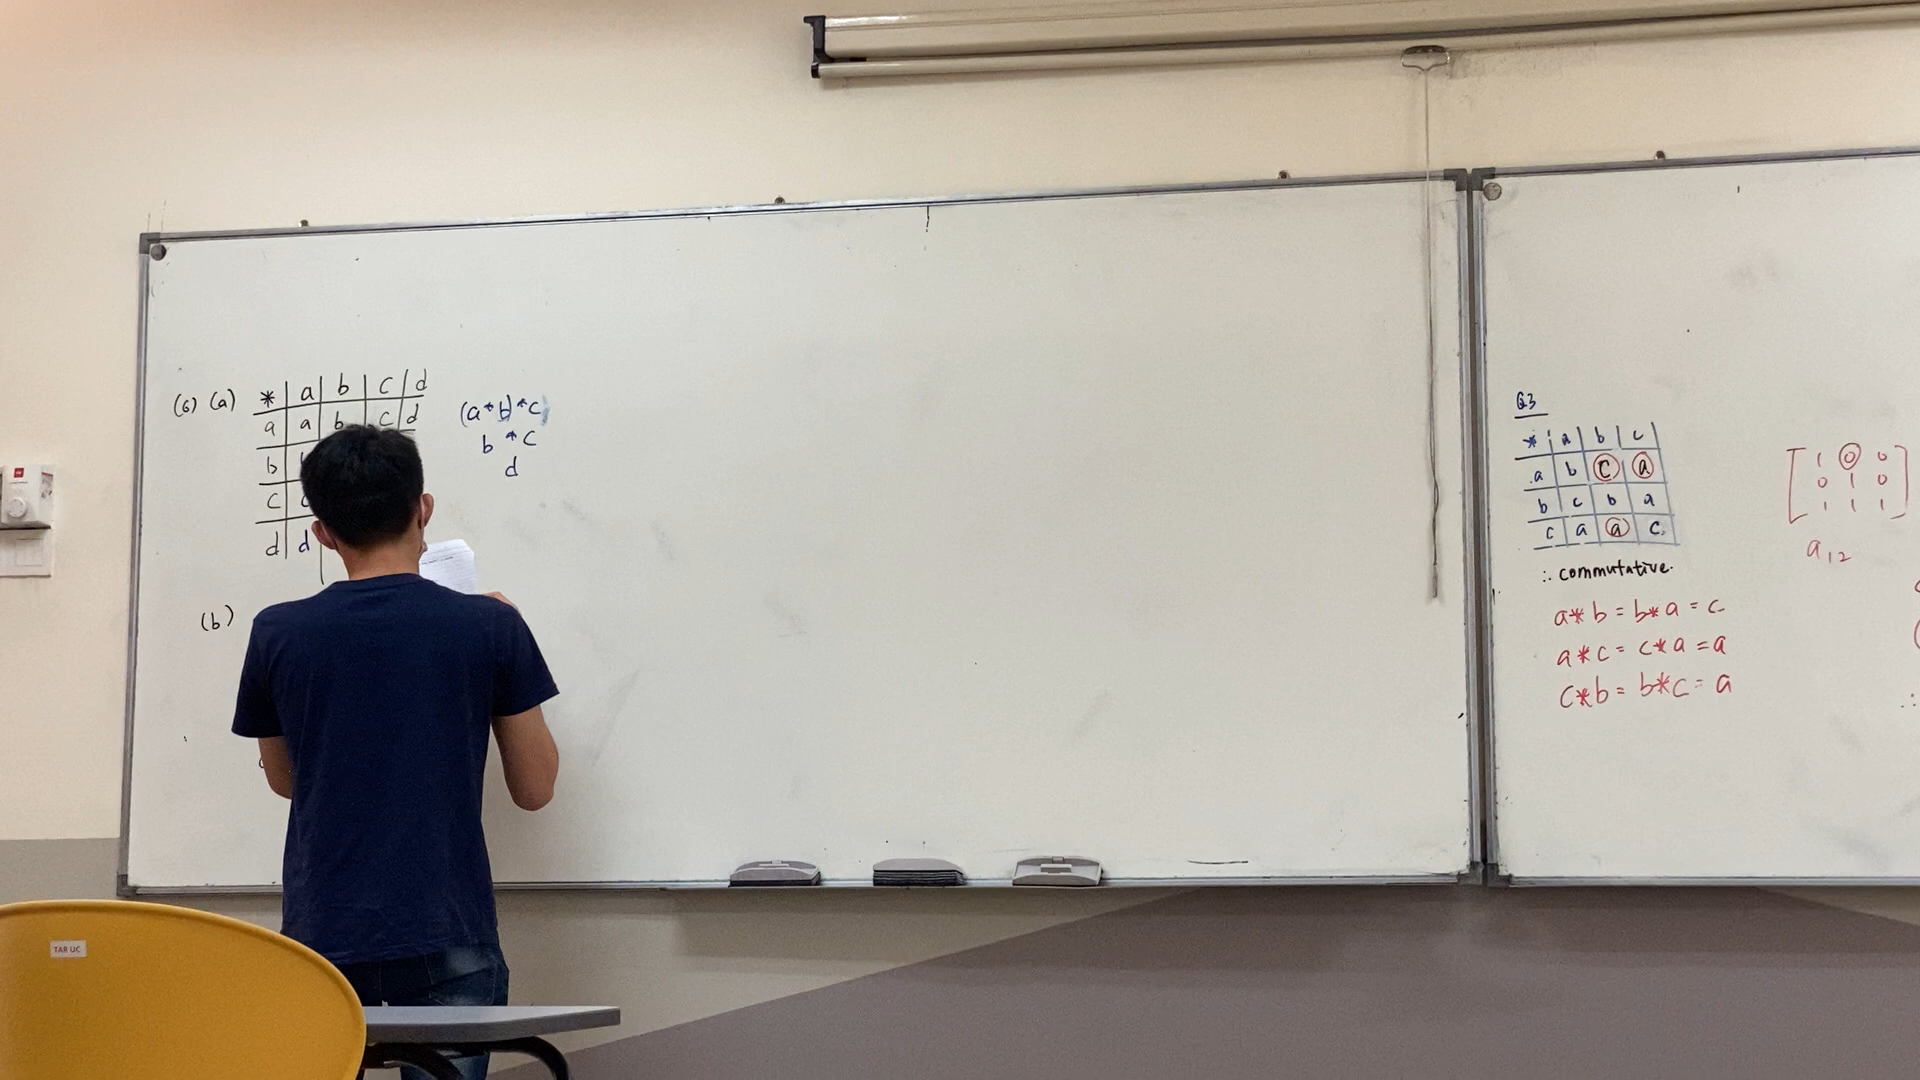 (6) (a) * a b c d
a a b c d
b
c
d d
(a*b)*c
b * c
d
(b)
Q3
* a b c
a b c a
b c b a
c a a c
∴ commutative.
a*b = b*a = c
a*c = c*a = a
c*b = b*c = a
1 0 0
0 1 0
1 1 1
a12
TAR UC